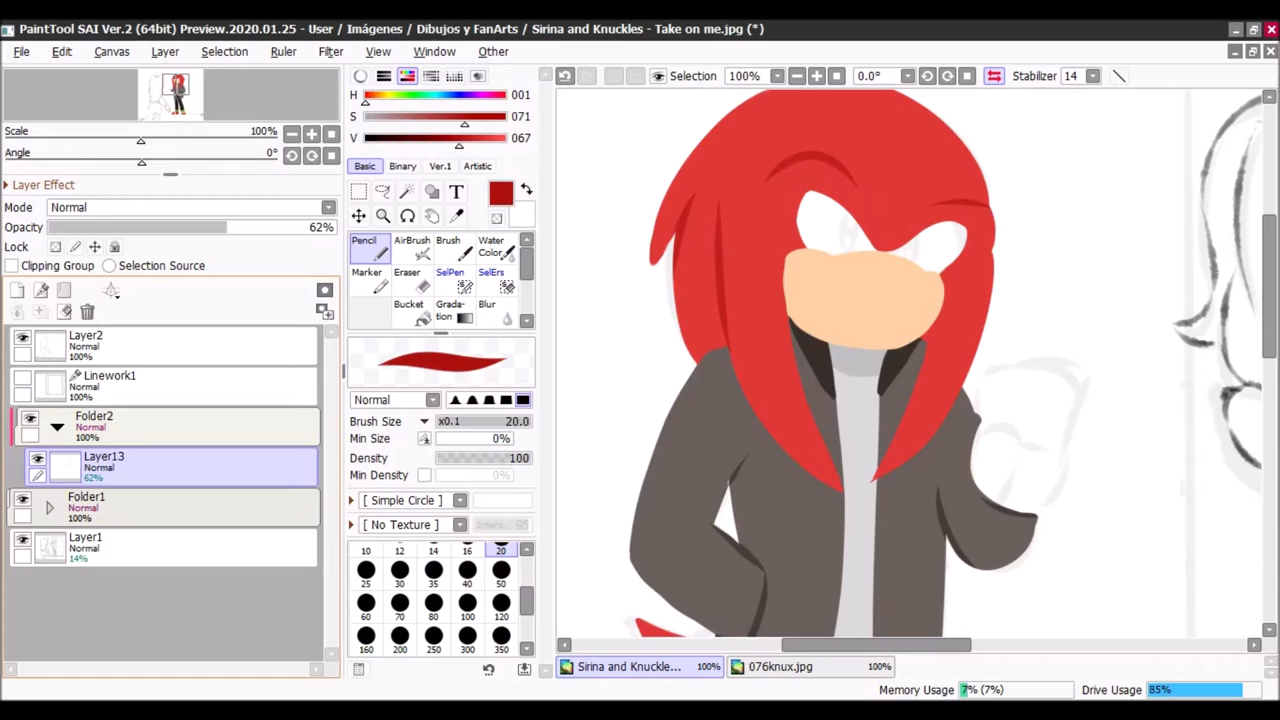 PaintTool SAI Ver.2 (64bit) Preview.2020.01.25 - User / Imágenes / Dibujos y FanArts / Sirina and Knuckles - Take on me.jpg (*)
File Edit Canvas Layer Selection Ruler Filter View Window Other
Selection 100% 0.0° Stabilizer 14
H 001
S 071
V 067
Scale 100%
Angle 0°
Layer Effect
Mode Normal
Opacity 62%
Lock
Clipping Group Selection Source
Layer2
Normal
100%
Linework1
Normal
100%
Folder2
Normal
100%
Layer13
Normal
62%
Folder1
Normal
100%
Layer1
Normal
14%
Basic Binary Ver.1 Artistic
T
Pencil AirBrush Brush Water Color
Marker Eraser SelPen SelErs
Bucket Grada-tion Blur
Normal
Brush Size x0.1 20.0
Min Size 0%
Density 100
Min Density 0%
[ Simple Circle ]
[ No Texture ] Intens. 95
10 12 14 16 20
25 30 35 40 50
60 70 80 100 120
160 200 250 300 350
Sirina and Knuckle... 100% 076knux.jpg 100%
Memory Usage 7% (7%) Drive Usage 85%